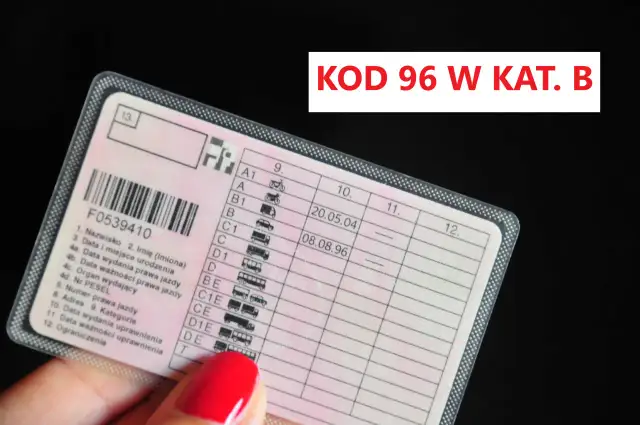 KOD 96 W KAT. B
13.
9.
10.
11.
12.
A1
A 20.05.04 —
B1
B 08.08.96 —
C1
C
D1
D
BE
C1E
CE
D1E
DE
T
F0539410
1. Nazwisko 2. Imię (imiona)
3. Data i miejsce urodzenia
4a. Data wydania prawa jazdy
4b. Data ważności prawa jazdy
4c. Organ wydający
4d. Nr PESEL
5. Numer prawa jazdy
8. Adres 9. Kategoria
10. Data wydania uprawnienia
11. Data ważności uprawnienia
12. Ograniczenia